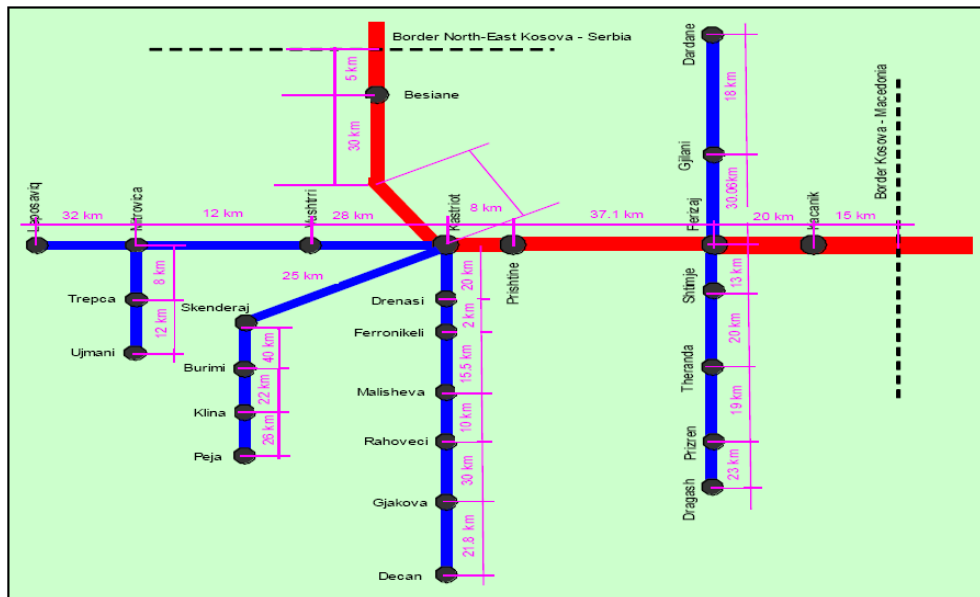 Border North-East Kosova - Serbia
5 km
Besiane
30 km
Dardane
18 km
Gjilani
30.06km
Ferizaj
Border Kosova - Macedonia
Leposaviq
32 km
Mitrovica
12 km
Vushtrri
28 km
Kastriot
8 km
Prishtine
37.1 km
20 km
Kacanik
15 km
25 km
8 km
Trepca
12 km
Ujmani
Skenderaj
40 km
Burimi
22 km
Klina
26 km
Peja
20 km
Drenasi
2 km
Ferronikeli
15.5 km
Malisheva
10 km
Rahoveci
30 km
Gjakova
21.8 km
Decan
13 km
Shtimje
20 km
Theranda
19 km
Prizren
23 km
Dragash